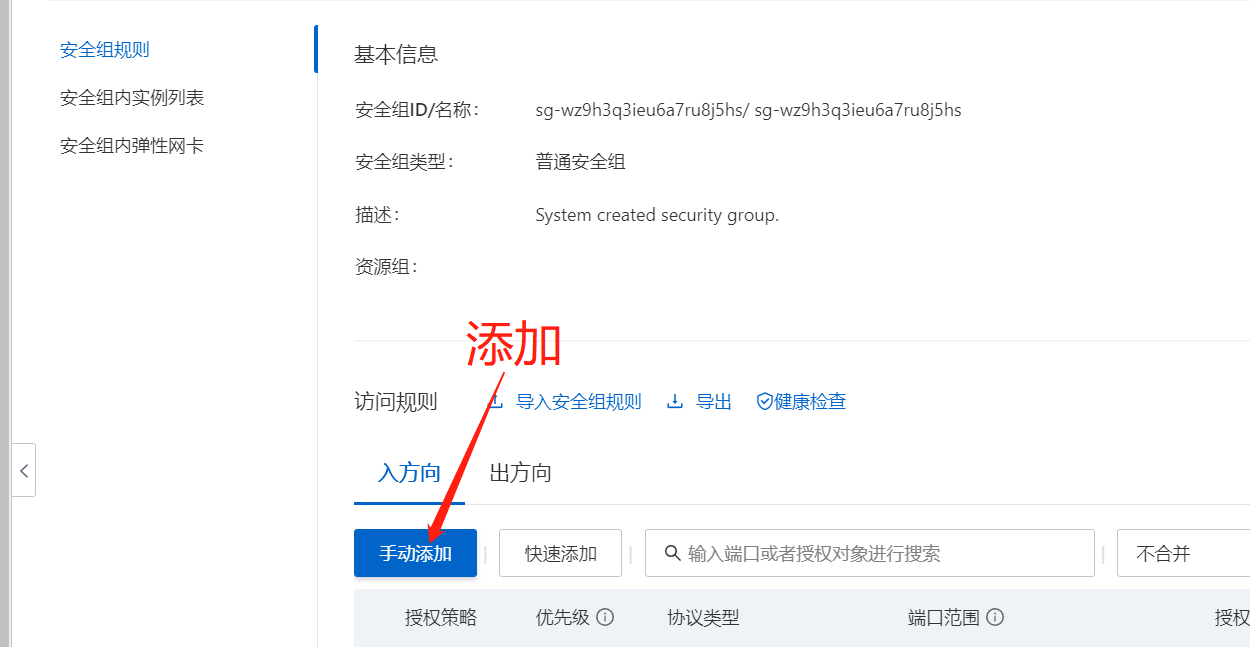 安全组规则
安全组内实例列表
安全组内弹性网卡
基本信息
安全组ID/名称： sg-wz9h3q3ieu6a7ru8j5hs/ sg-wz9h3q3ieu6a7ru8j5hs
安全组类型： 普通安全组
描述： System created security group.
资源组：
添加
访问规则 导入安全组规则 导出 健康检查
入方向 出方向
手动添加 快速添加 输入端口或者授权对象进行搜索 不合并
授权策略 优先级 协议类型 端口范围 授权